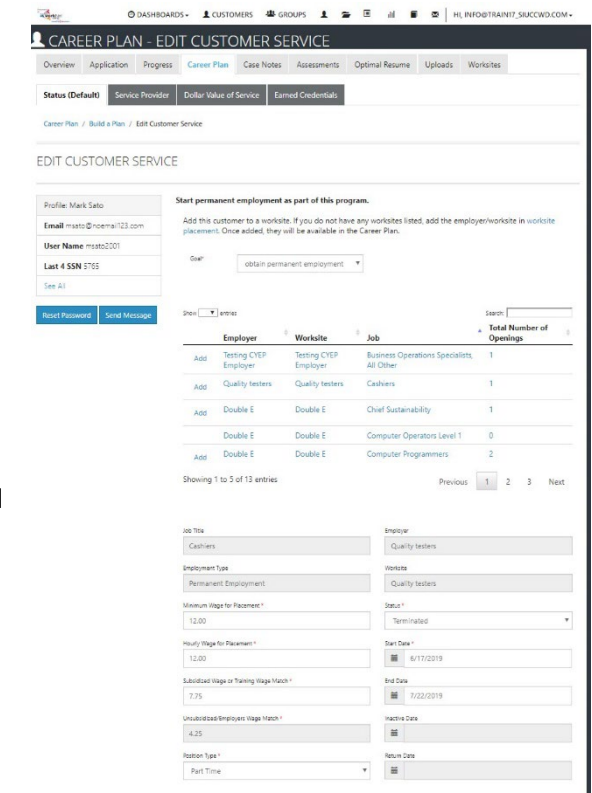 DASHBOARDS CUSTOMERS GROUPS HI, INFO@TRAIN17_SIUCCWD.COM
CAREER PLAN - EDIT CUSTOMER SERVICE
Overview Application Progress Career Plan Case Notes Assessments Optimal Resume Uploads Worksites
Status (Default) Service Provider Dollar Value of Service Earned Credentials
Career Plan / Build a Plan / Edit Customer Service
EDIT CUSTOMER SERVICE
Profile: Mark Sato
Email msato@noemail123.com
User Name msato2001
Last 4 SSN 5765
See All
Reset Password Send Message
Start permanent employment as part of this program.
Add this customer to a worksite. If you do not have any worksites listed, add the employer/worksite in worksite
placement. Once added, they will be available in the Career Plan.
Goal* obtain permanent employment
Show entries Search:
Employer Worksite Job Total Number of
Openings
Add Testing CYEP Testing CYEP Business Operations Specialists, 1
Employer Employer All Other
Add Quality testers Quality testers Cashiers 1
Add Double E Double E Chief Sustainability 1
Double E Double E Computer Operators Level 1 0
Add Double E Double E Computer Programmers 2
Showing 1 to 5 of 13 entries Previous 1 2 3 Next
Job Title Employer
Cashiers Quality testers
Employment Type Worksite
Permanent Employment Quality testers
Minimum Wage for Placement * Status *
12.00 Terminated
Hourly Wage for Placement * Start Date *
12.00 6/17/2019
Subsidized Wage or Training Wage Match * End Date
7.75 7/22/2019
Unsubsidized/Employers Wage Match * Inactive Date
4.25
Position Type * Return Date
Part Time